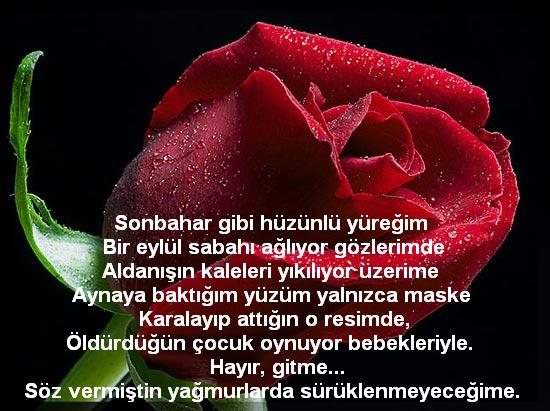 Sonbahar gibi hüzünlü yüreğim
Bir eylül sabahı ağlıyor gözlerimde
Aldanışın kaleleri yıkılıyor üzerime
Aynaya baktığım yüzüm yalnızca maske
Karalayıp attığın o resimde,
Öldürdüğün çocuk oynuyor bebekleriyle.
Hayır, gitme...
Söz vermiştin yağmurlarda sürüklenmeyeceğime.